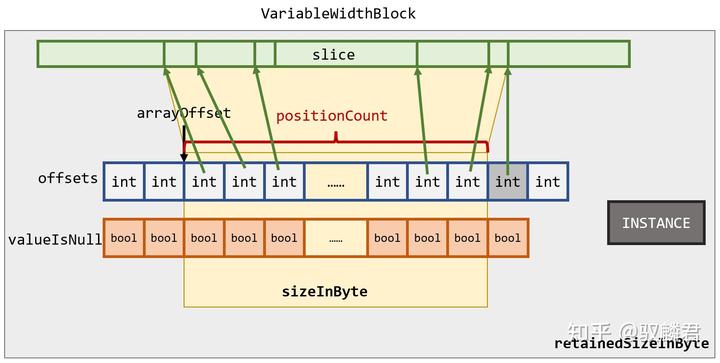 VariableWidthBlock
slice
arrayOffset
positionCount
offsets int int int int int …… int int int int int
valueIsNull bool bool bool bool bool …… bool bool bool bool
INSTANCE
sizeInByte
知乎 @驭麟君
retainedSizeInByte